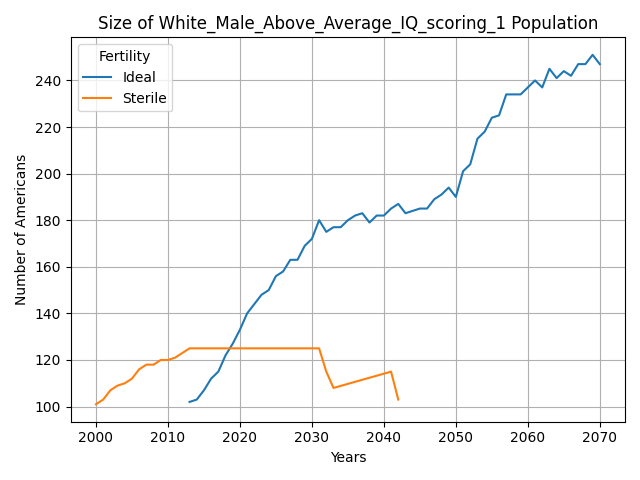 Size of White_Male_Above_Average_IQ_scoring_1 Population
Fertility
Ideal
Sterile
Number of Americans
240
220
200
180
160
140
120
100
2000 2010 2020 2030 2040 2050 2060 2070
Years